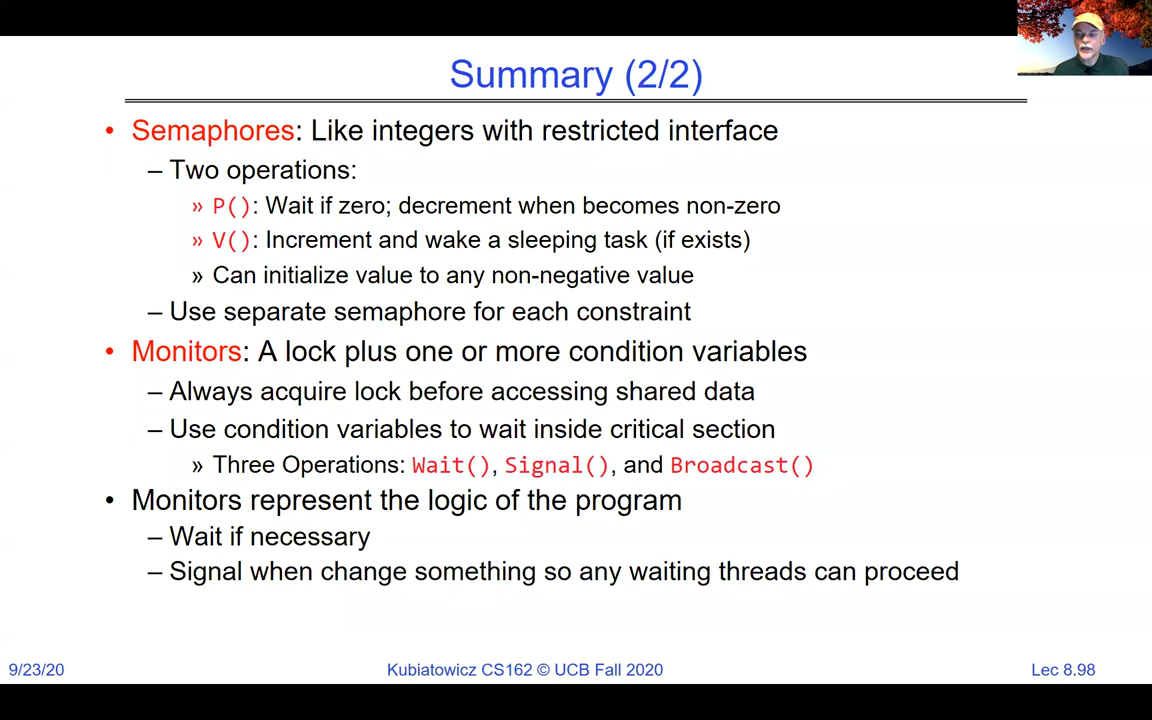 Summary (2/2)
• Semaphores: Like integers with restricted interface
– Two operations:
» P(): Wait if zero; decrement when becomes non-zero
» V(): Increment and wake a sleeping task (if exists)
» Can initialize value to any non-negative value
– Use separate semaphore for each constraint
• Monitors: A lock plus one or more condition variables
– Always acquire lock before accessing shared data
– Use condition variables to wait inside critical section
» Three Operations: Wait(), Signal(), and Broadcast()
• Monitors represent the logic of the program
– Wait if necessary
– Signal when change something so any waiting threads can proceed
9/23/20 Kubiatowicz CS162 © UCB Fall 2020 Lec 8.98